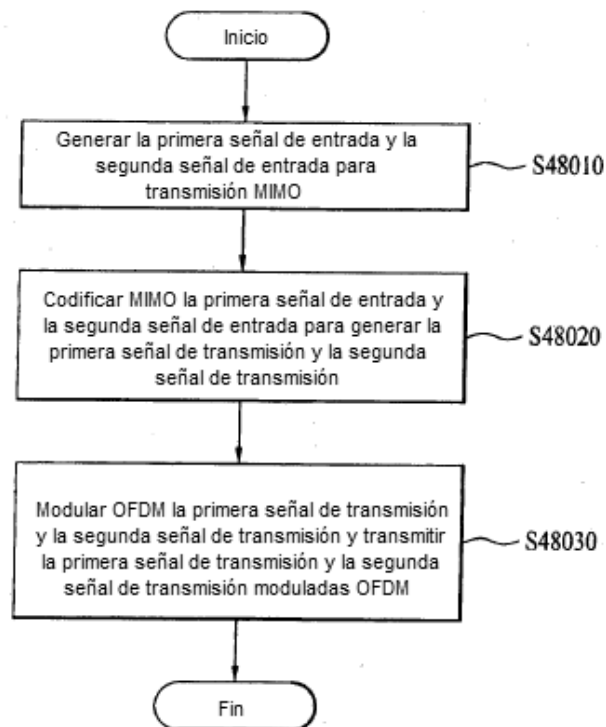 Inicio
Generar la primera señal de entrada y la
segunda señal de entrada para
transmisión MIMO
S48010
Codificar MIMO la primera señal de entrada y
la segunda señal de entrada para generar la
primera señal de transmisión y la segunda
señal de transmisión
S48020
Modular OFDM la primera señal de transmisión
y la segunda señal de transmisión y transmitir
la primera señal de transmisión y la segunda
señal de transmisión moduladas OFDM
S48030
Fin